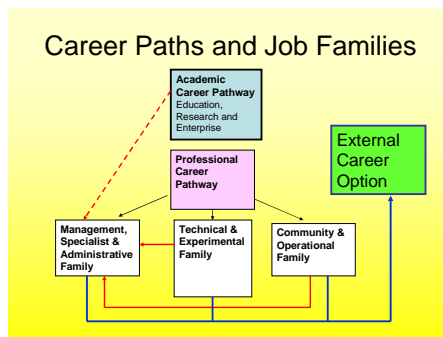 Career Paths and Job Families
Academic
Career Pathway
Education,
Research and
Enterprise
External
Career
Option
Professional
Career
Pathway
Management,
Specialist &
Administrative
Family
Technical &
Experimental
Family
Community &
Operational
Family